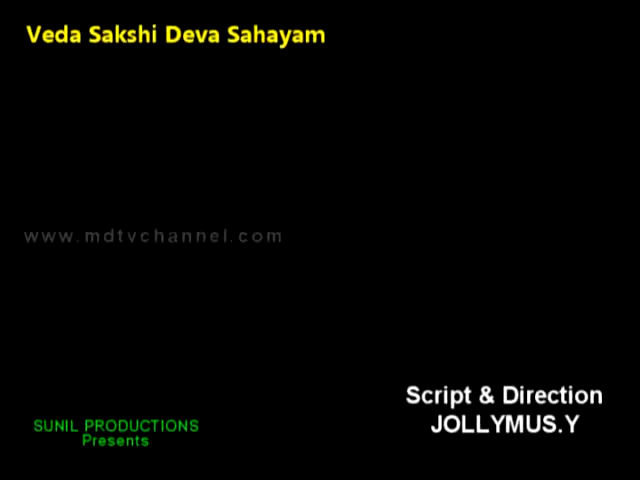 Veda Sakshi Deva Sahayam
www.mdtvchannel.com
Script & Direction
JOLLYMUS.Y
SUNIL PRODUCTIONS
Presents